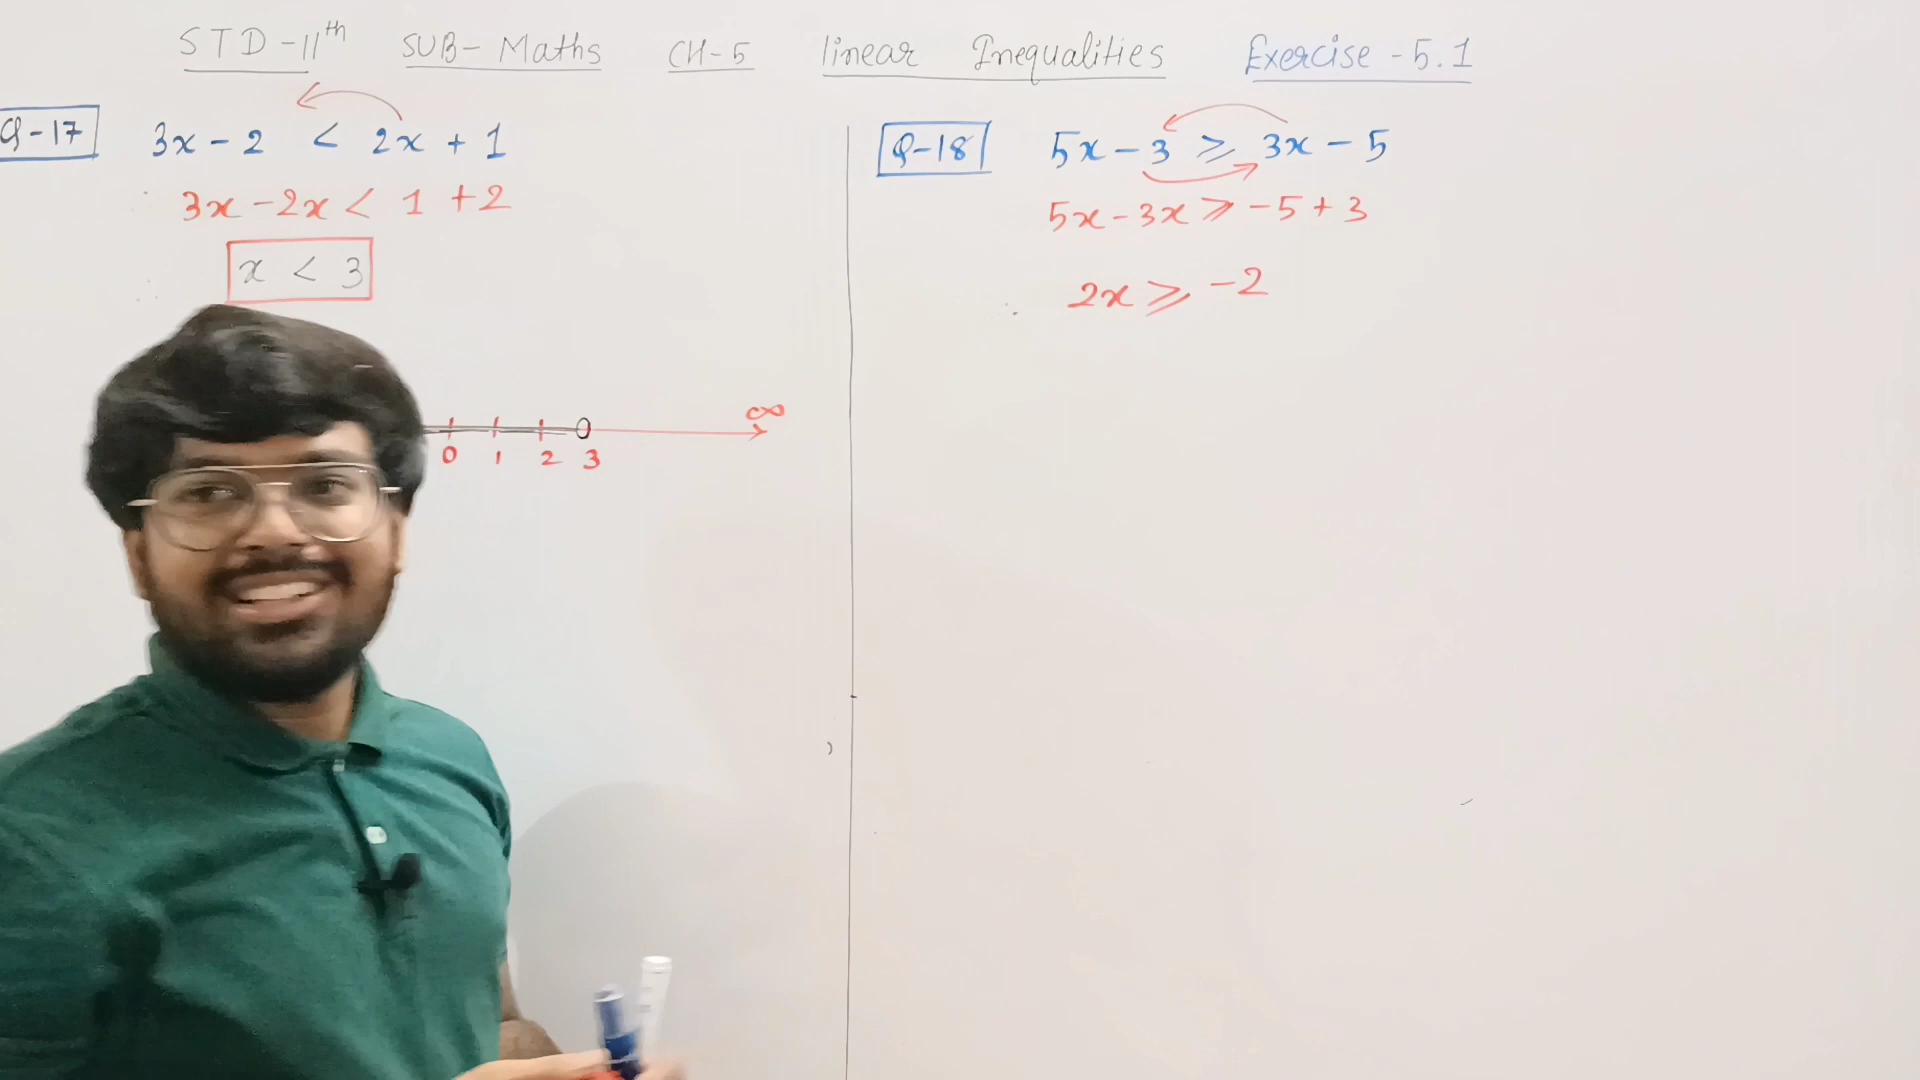 STD-11th SUB-Maths CH-5 linear Inequalities Exercise-5.1
Q-17 3x-2 < 2x+1
3x-2x < 1+2
x < 3
∞
0 1 2 3
Q-18 5x-3 ⩾ 3x-5
5x-3x ⩾ -5+3
2x ⩾ -2